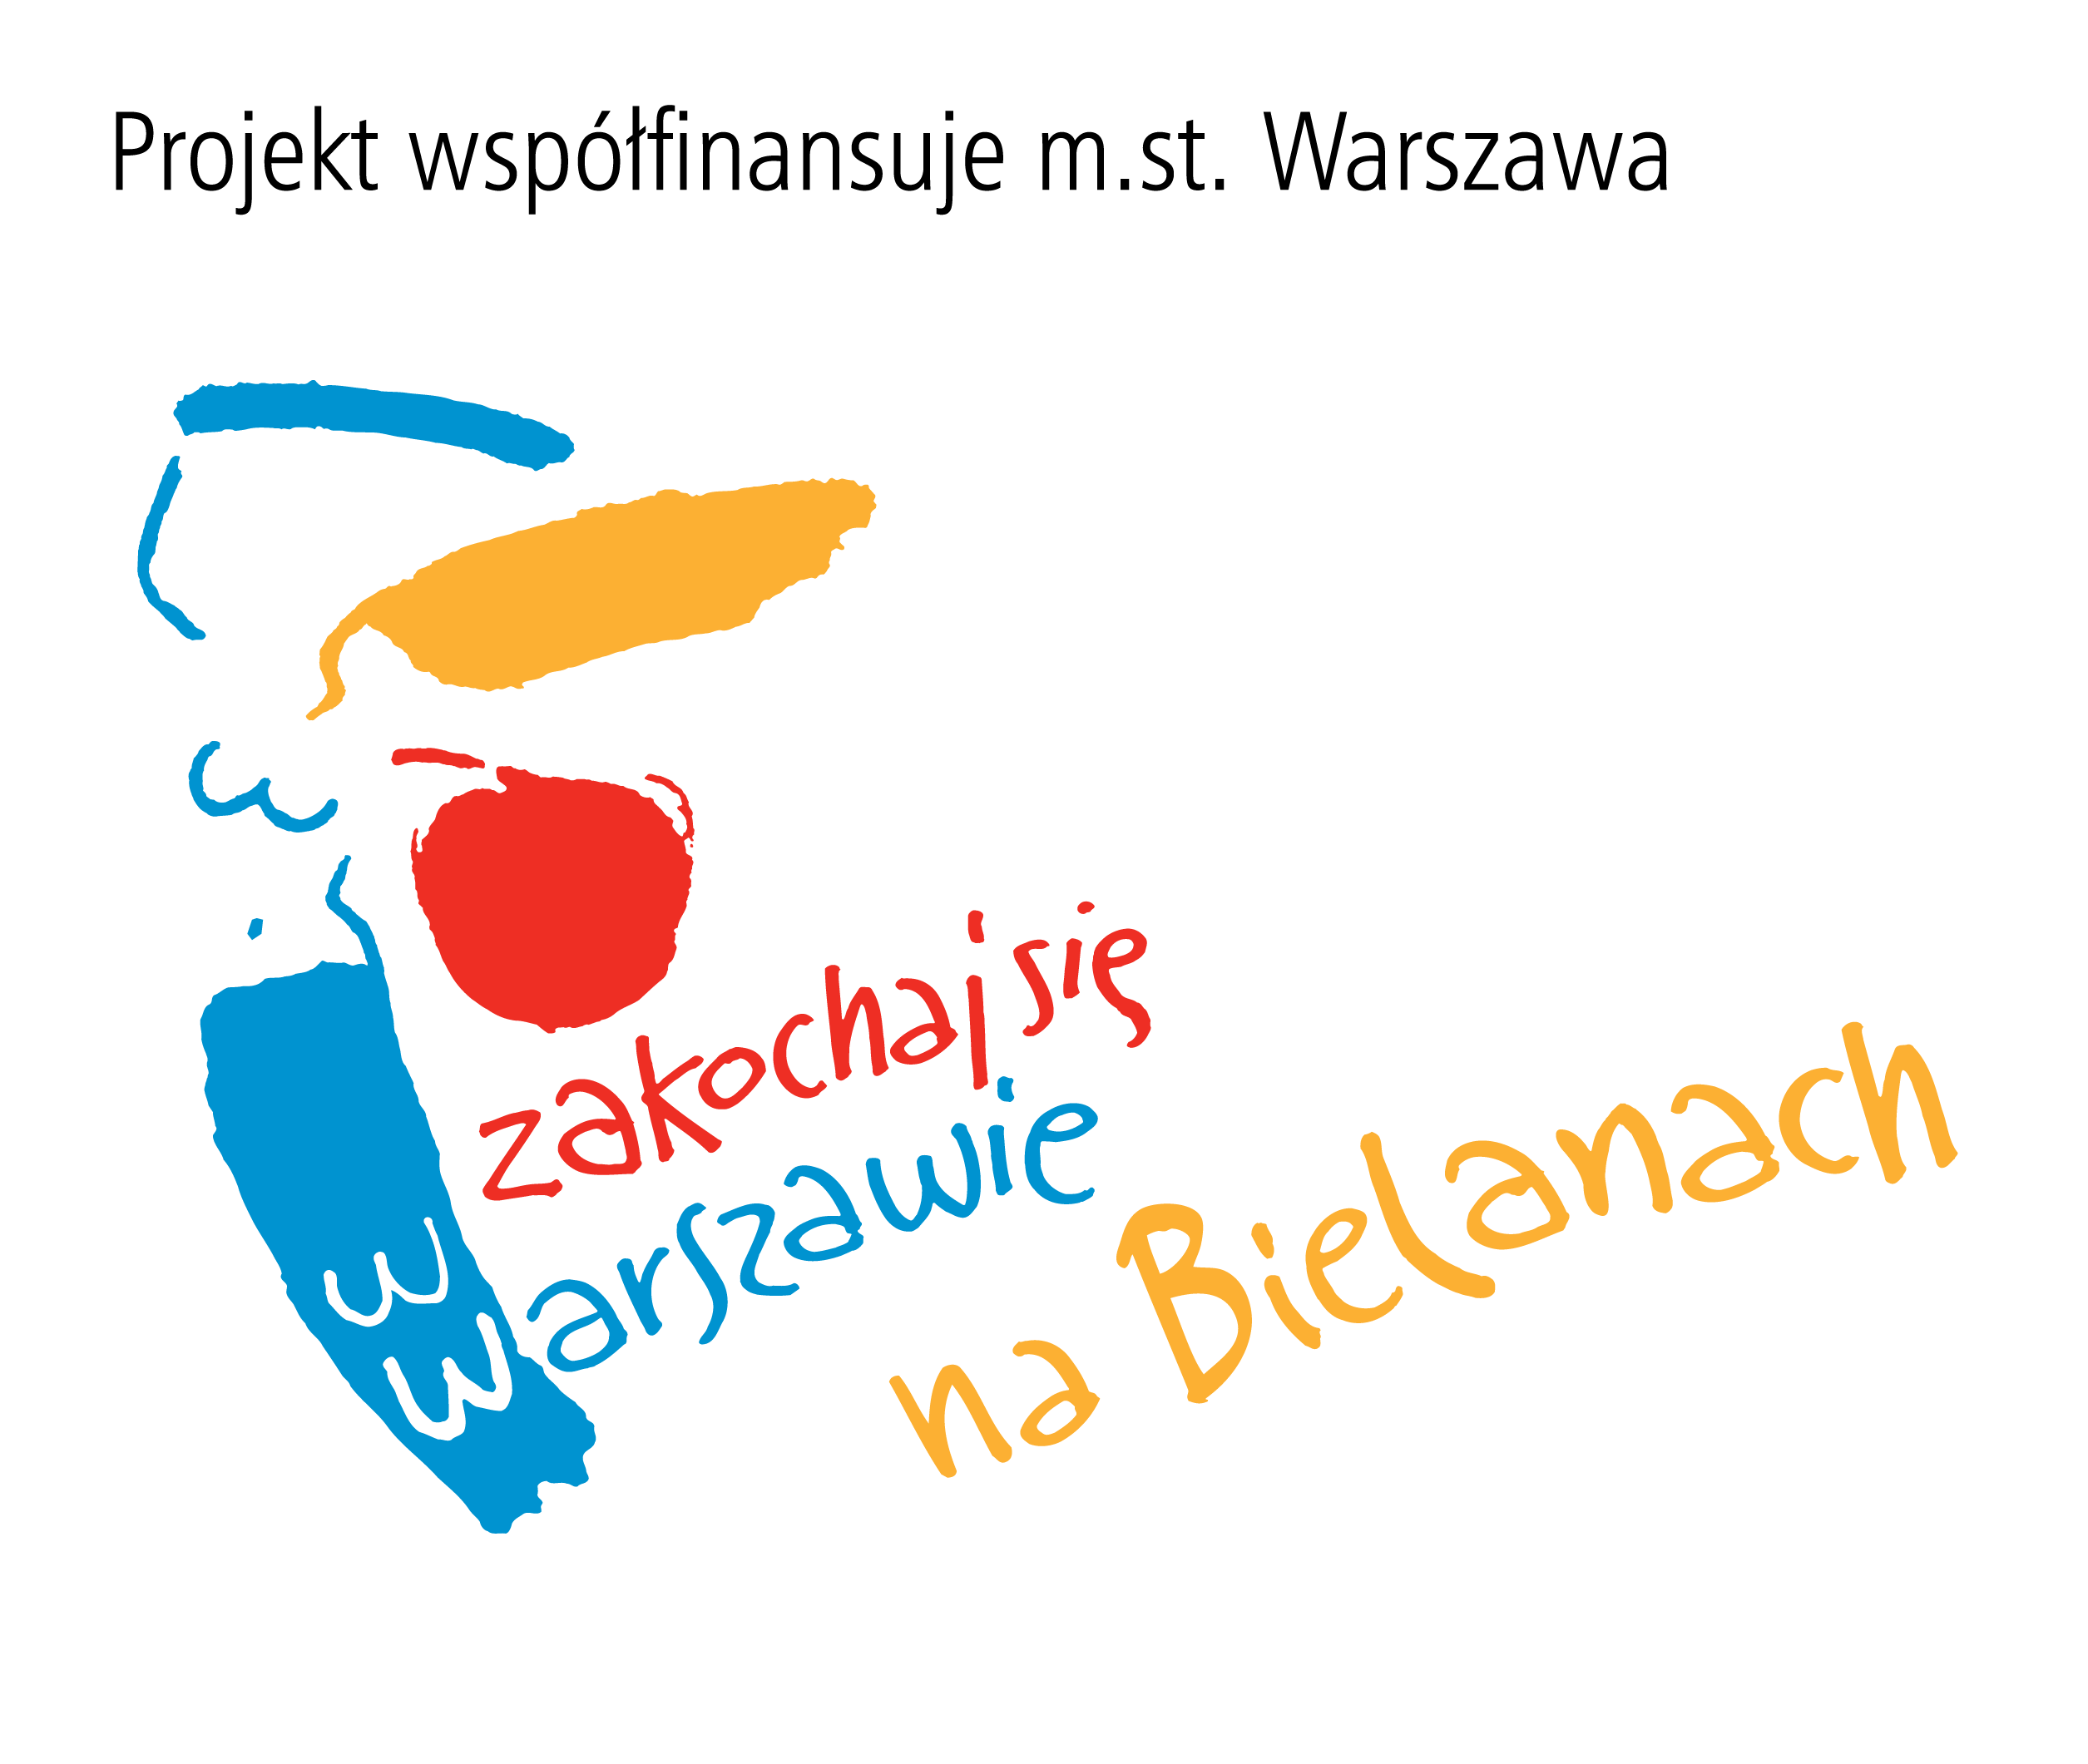 Projekt współfinansuje m.st. Warszawa
zakochaj się
w warszawie
na Bielanach